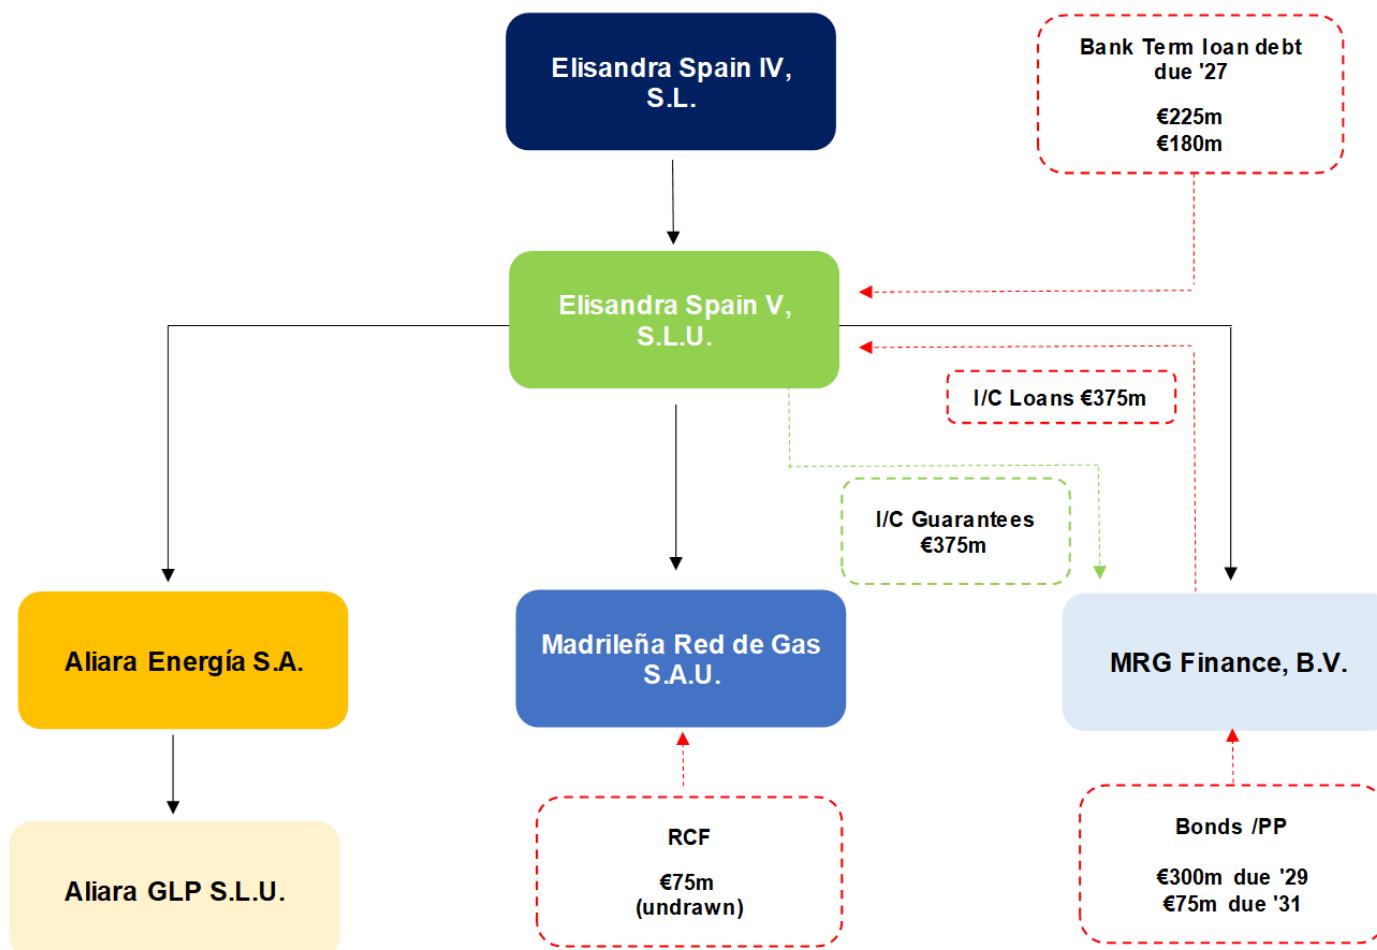 Elisandra Spain IV,
S.L.
Bank Term loan debt
due '27
€225m
€180m
Elisandra Spain V,
S.L.U.
I/C Loans €375m
I/C Guarantees
€375m
Aliara Energía S.A.
Madrileña Red de Gas
S.A.U.
MRG Finance, B.V.
Aliara GLP S.L.U.
RCF
€75m
(undrawn)
Bonds /PP
€300m due '29
€75m due '31